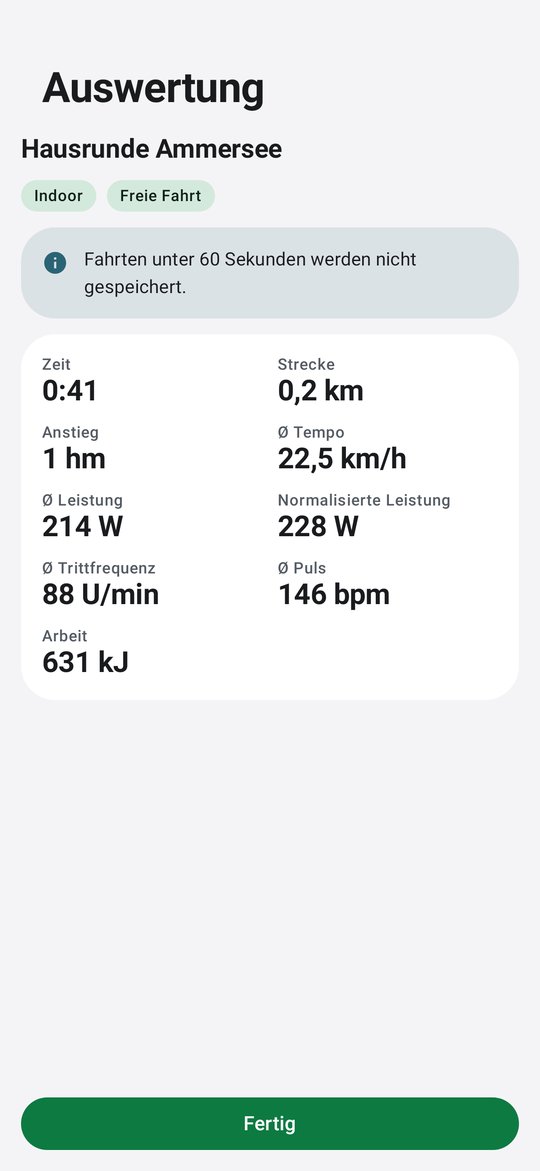 Auswertung
Hausrunde Ammersee
Indoor Freie Fahrt
Fahrten unter 60 Sekunden werden nicht
gespeichert.
Zeit Strecke
0:41 0,2 km
Anstieg Ø Tempo
1 hm 22,5 km/h
Ø Leistung Normalisierte Leistung
214 W 228 W
Ø Trittfrequenz Ø Puls
88 U/min 146 bpm
Arbeit
631 kJ
Fertig